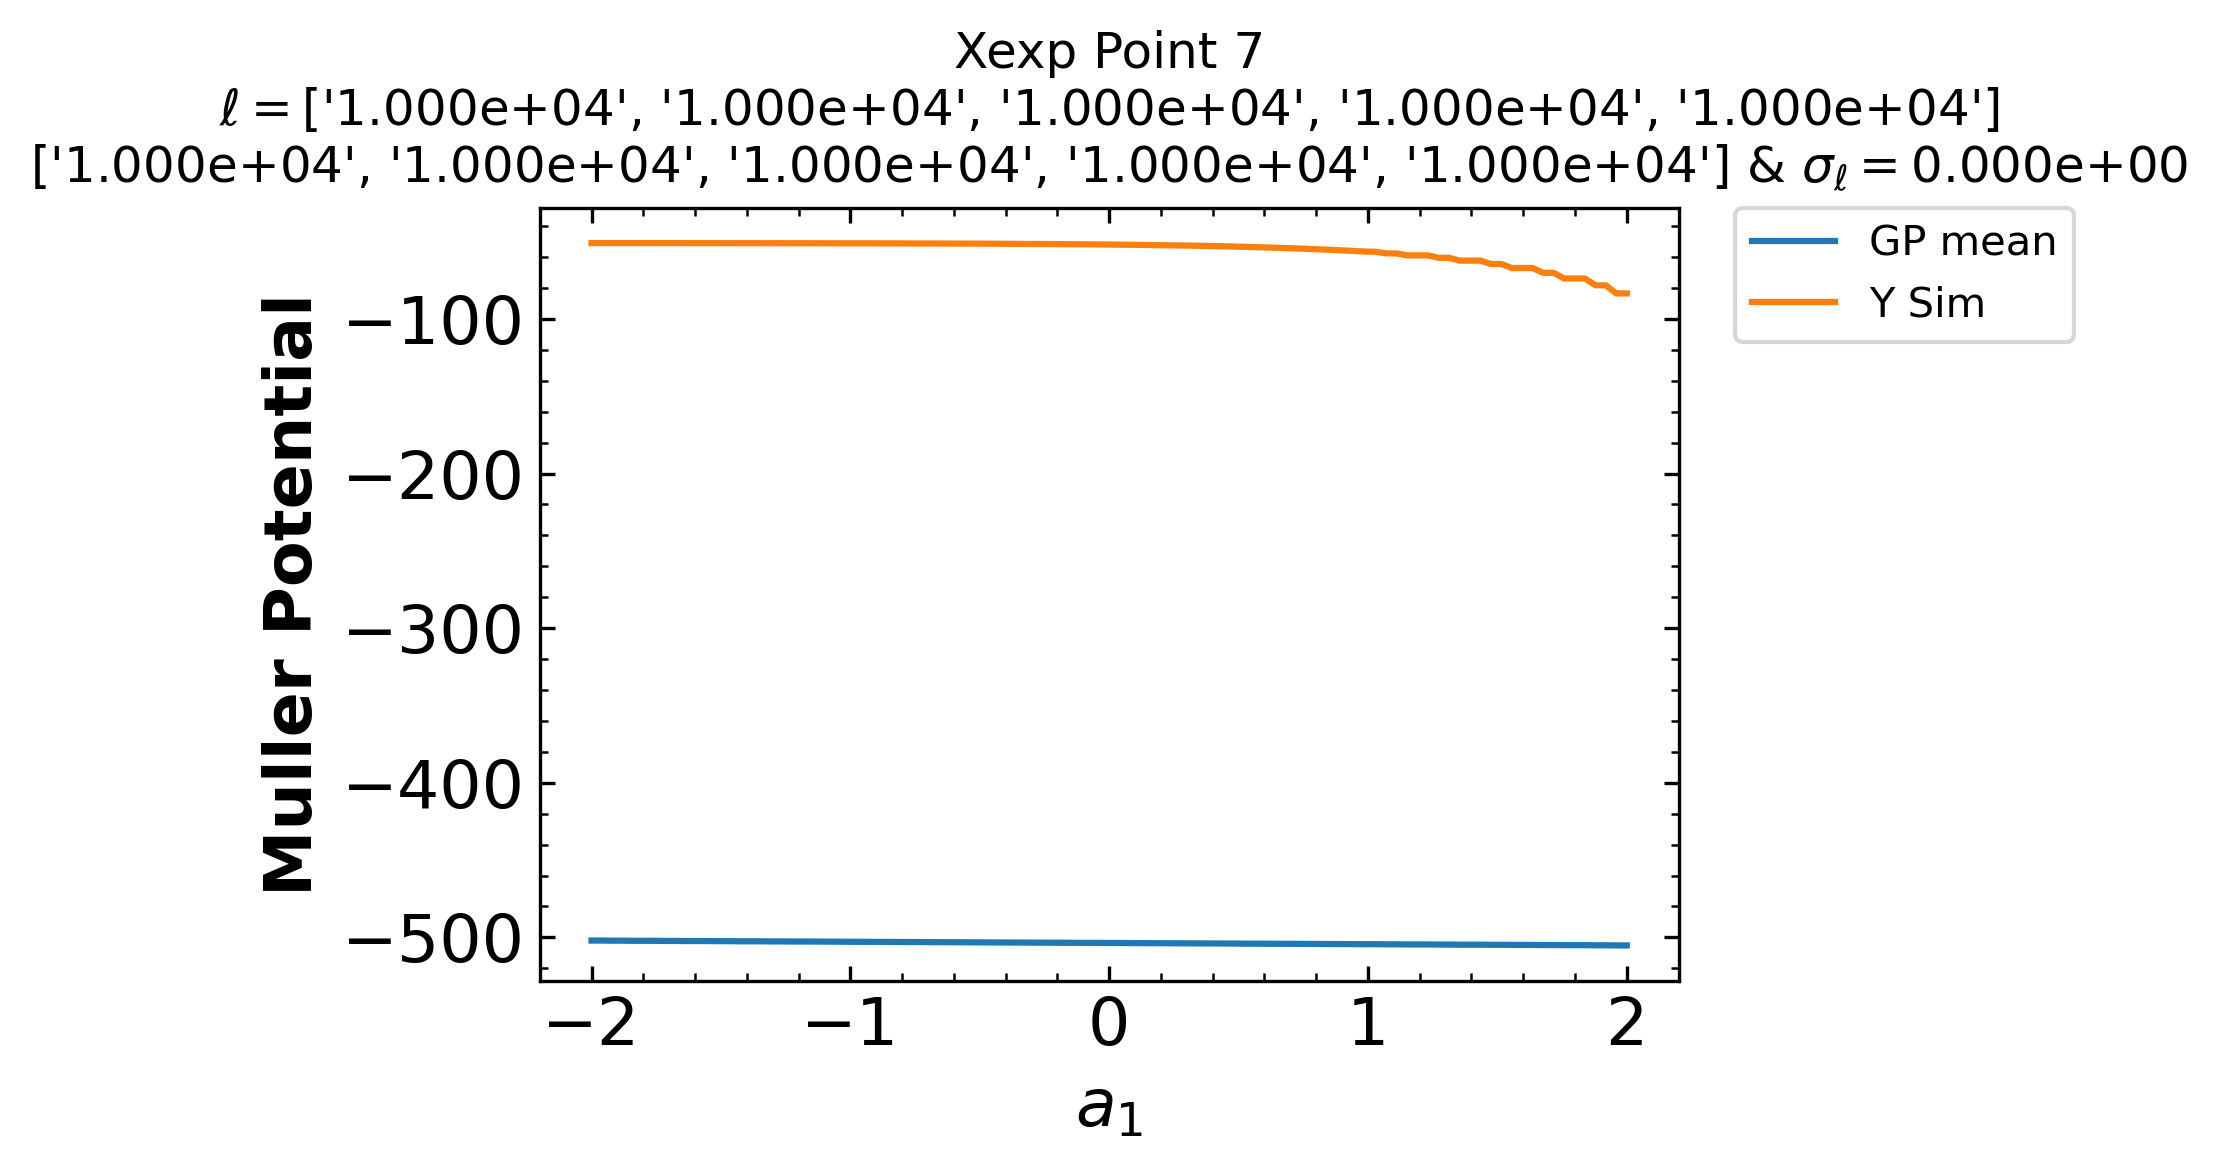 Xexp Point 7
ℓ = ['1.000e+04', '1.000e+04', '1.000e+04', '1.000e+04', '1.000e+04']
['1.000e+04', '1.000e+04', '1.000e+04', '1.000e+04', '1.000e+04'] & σℓ = 0.000e+00
GP mean
Y Sim
Muller Potential
−100
−200
−300
−400
−500
−2 −1 0 1 2
a₁